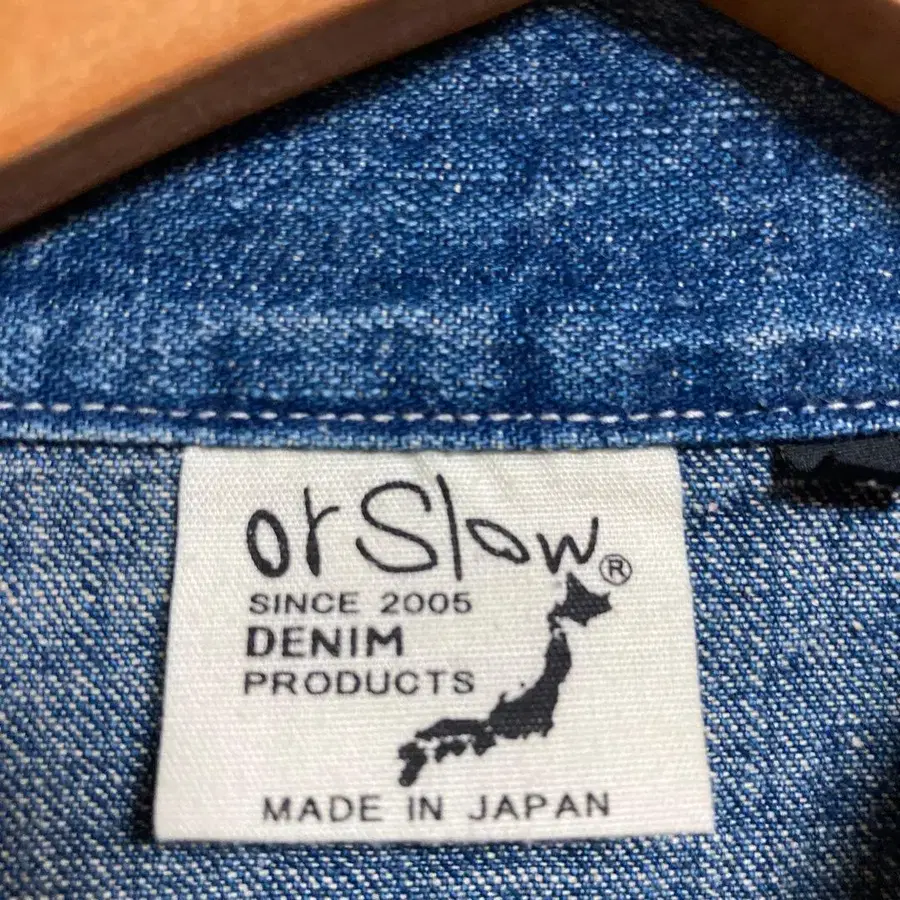 orSlow®
SINCE 2005
DENIM
PRODUCTS
MADE IN JAPAN